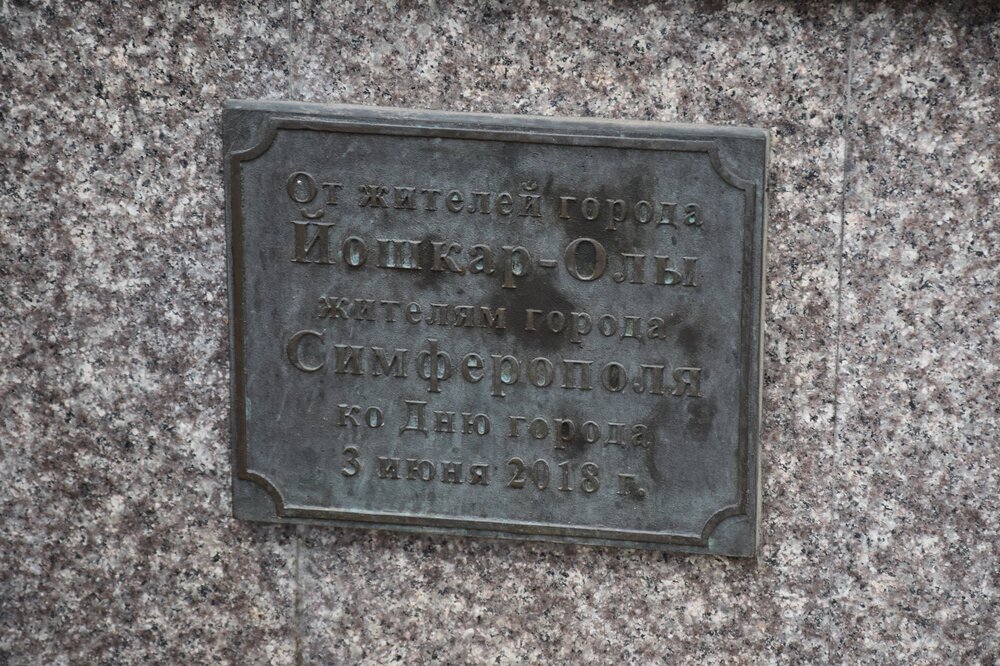 От жителей города
Йошкар-Олы
жителям города
Симферополя
ко Дню города
3 июня 2018 г.